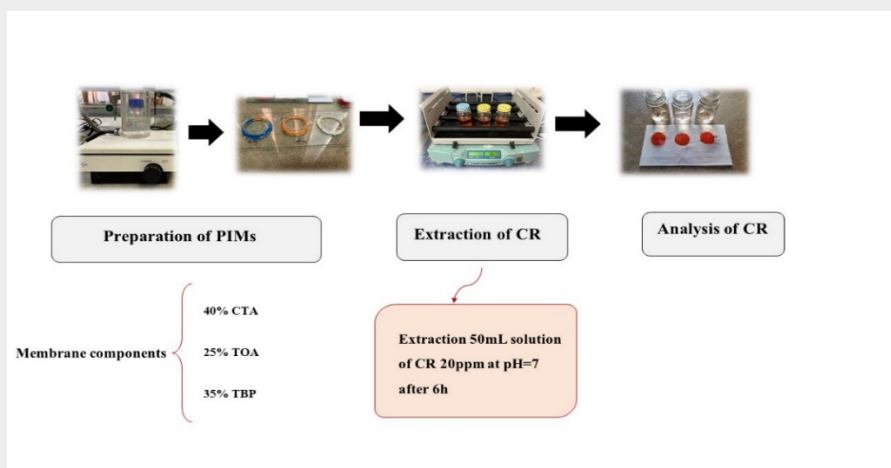 Preparation of PIMs
Extraction of CR
Analysis of CR
Membrane components
40% CTA
25% TOA
35% TBP
Extraction 50mL solution
of CR 20ppm at pH=7
after 6h